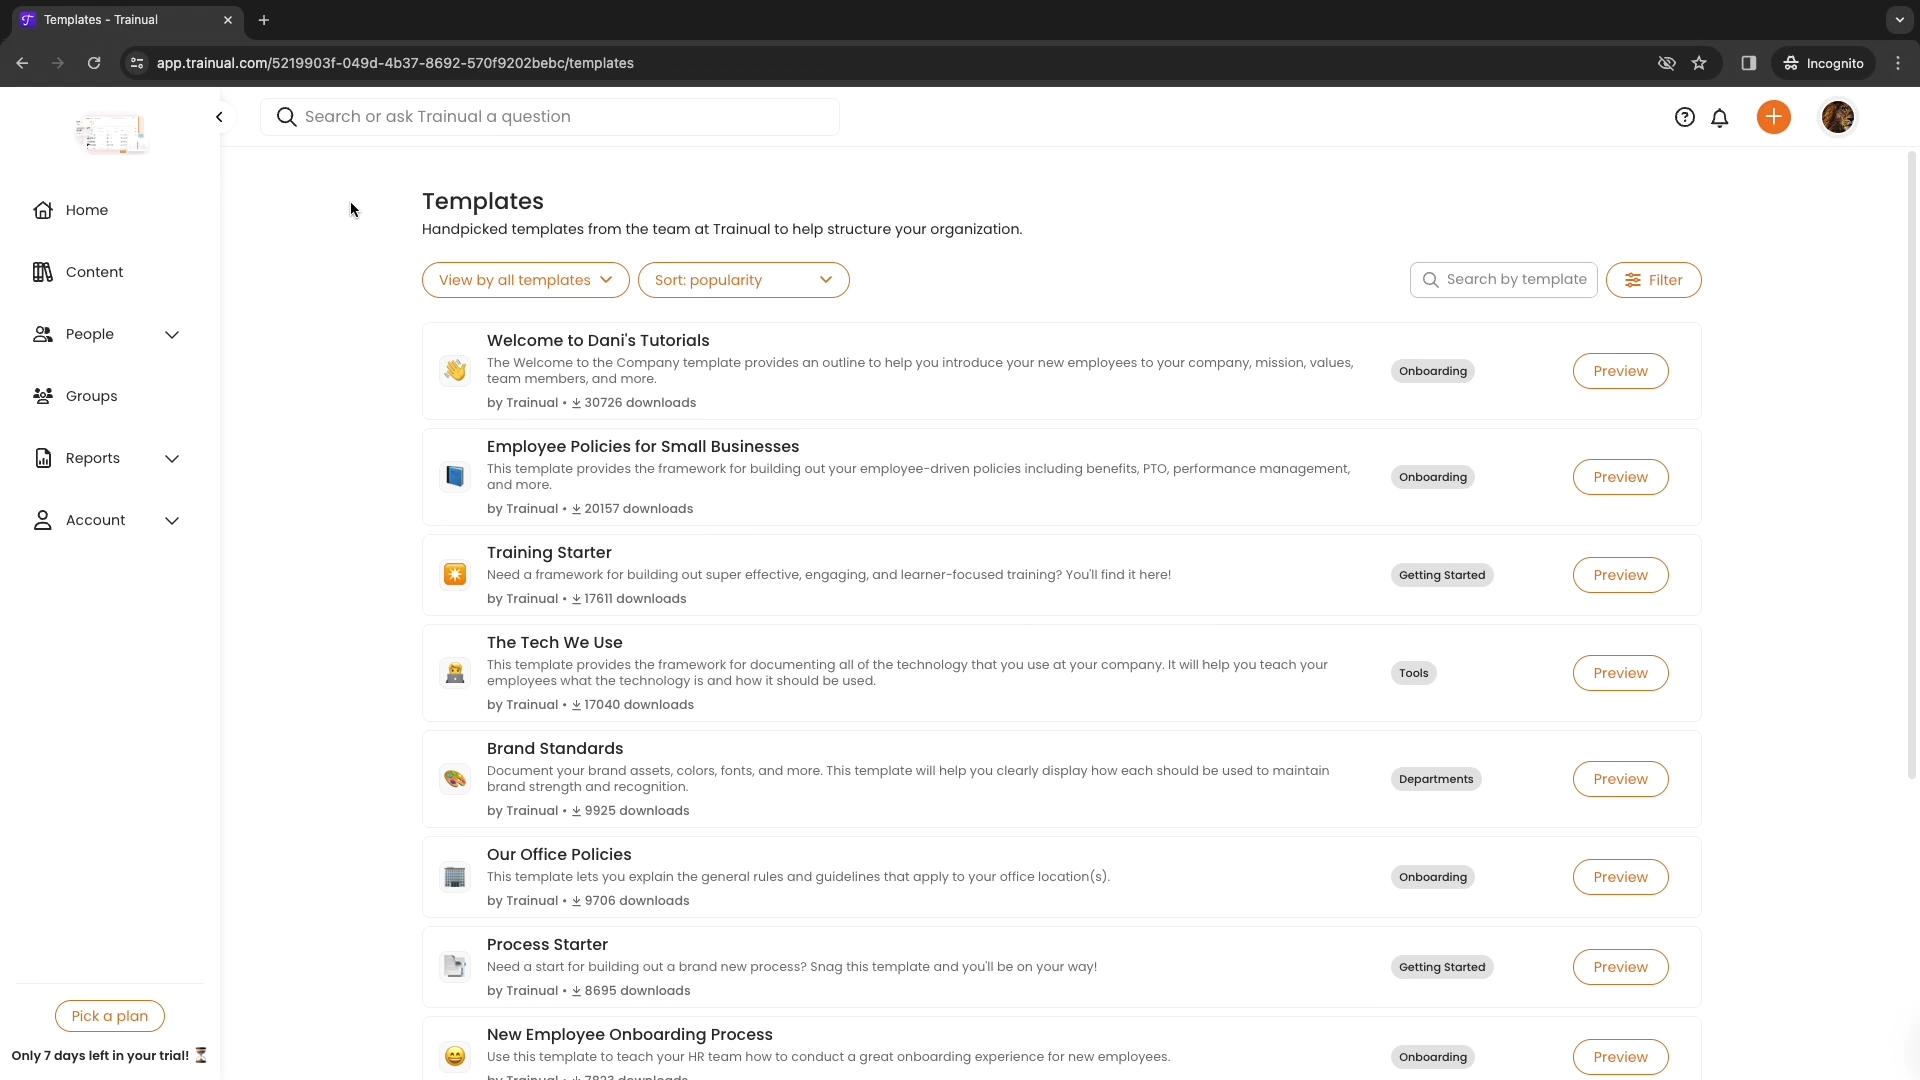 Templates - Trainual
app.trainual.com/5219903f-049d-4b37-8692-570f9202bebc/templates
Incognito
Search or ask Trainual a question
Home
Content
People
Groups
Reports
Account
Pick a plan
Only 7 days left in your trial! ⏳
Templates
Handpicked templates from the team at Trainual to help structure your organization.
View by all templates
Sort: popularity
Search by template
Filter
Welcome to Dani's Tutorials
The Welcome to the Company template provides an outline to help you introduce your new employees to your company, mission, values,
team members, and more.
by Trainual • 30726 downloads
Onboarding
Preview
Employee Policies for Small Businesses
This template provides the framework for building out your employee-driven policies including benefits, PTO, performance management,
and more.
by Trainual • 20157 downloads
Onboarding
Preview
Training Starter
Need a framework for building out super effective, engaging, and learner-focused training? You'll find it here!
by Trainual • 17611 downloads
Getting Started
Preview
The Tech We Use
This template provides the framework for documenting all of the technology that you use at your company. It will help you teach your
employees what the technology is and how it should be used.
by Trainual • 17040 downloads
Tools
Preview
Brand Standards
Document your brand assets, colors, fonts, and more. This template will help you clearly display how each should be used to maintain
brand strength and recognition.
by Trainual • 9925 downloads
Departments
Preview
Our Office Policies
This template lets you explain the general rules and guidelines that apply to your office location(s).
by Trainual • 9706 downloads
Onboarding
Preview
Process Starter
Need a start for building out a brand new process? Snag this template and you'll be on your way!
by Trainual • 8695 downloads
Getting Started
Preview
New Employee Onboarding Process
Use this template to teach your HR team how to conduct a great onboarding experience for new employees.
by Trainual • 7823 downloads
Onboarding
Preview